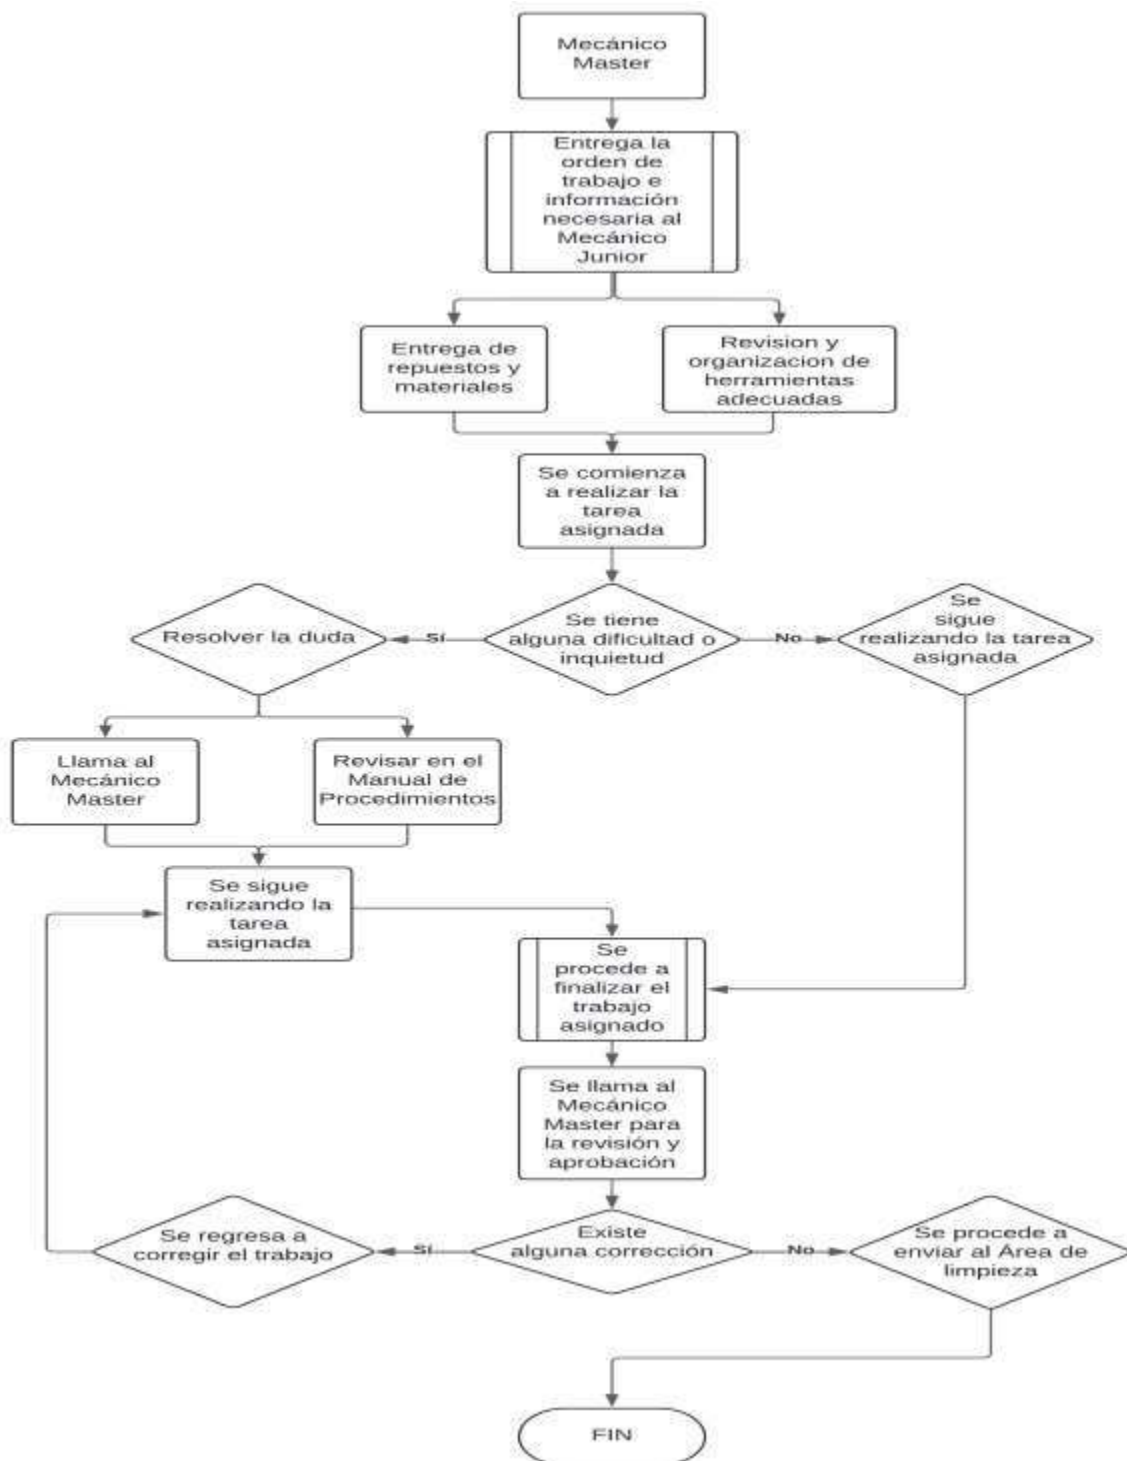 Mecánico
Master
Entrega la
orden de
trabajo e
información
necesaria al
Mecánico
Junior
Entrega de
repuestos y
materiales
Revision y
organizacion de
herramientas
adecuadas
Se comienza
a realizar la
tarea
asignada
Resolver la duda
Sí
Se tiene
alguna dificultad o
inquietud
No
Se
sigue
realizando la tarea
asignada
Llama al
Mecánico
Master
Revisar en el
Manual de
Procedimientos
Se sigue
realizando la
tarea
asignada
Se
procede a
finalizar el
trabajo
asignado
Se llama al
Mecánico
Master para
la revisión y
aprobación
Se regresa a
corregir el trabajo
Sí
Existe
alguna corrección
No
Se procede a
enviar al Área de
limpieza
FIN